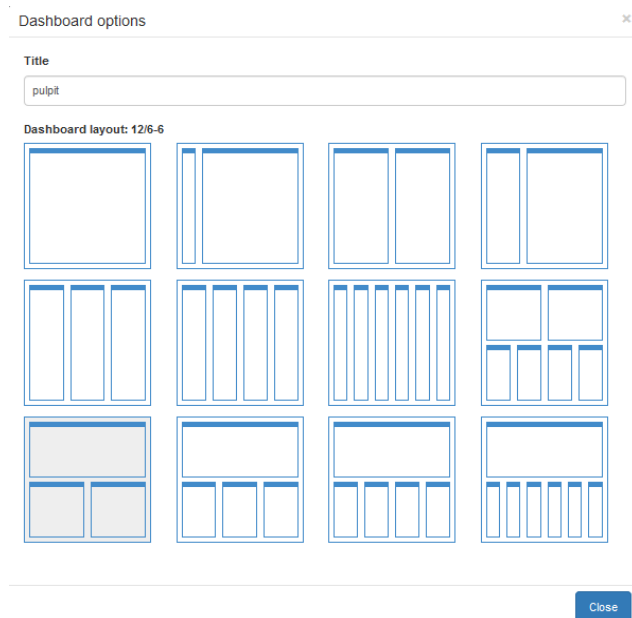 Dashboard options
×
Title
pulpit
Dashboard layout: 12/6-6
Close